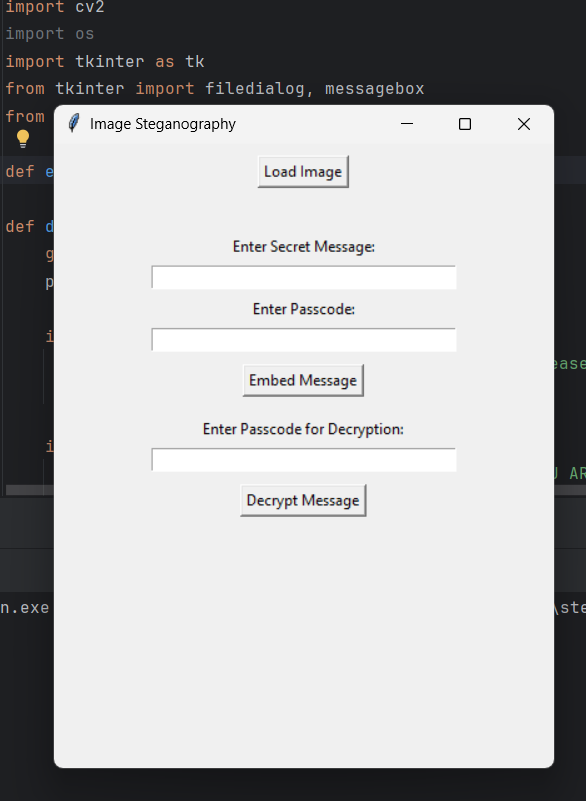 import cv2
import os
import tkinter as tk
from tkinter import filedialog, messagebox
from
Image Steganography
def e
Load Image
def d
g
Enter Secret Message:
p
Enter Passcode:
i
ease
Embed Message
Enter Passcode for Decryption:
i
U AR
Decrypt Message
n.exe
\ste